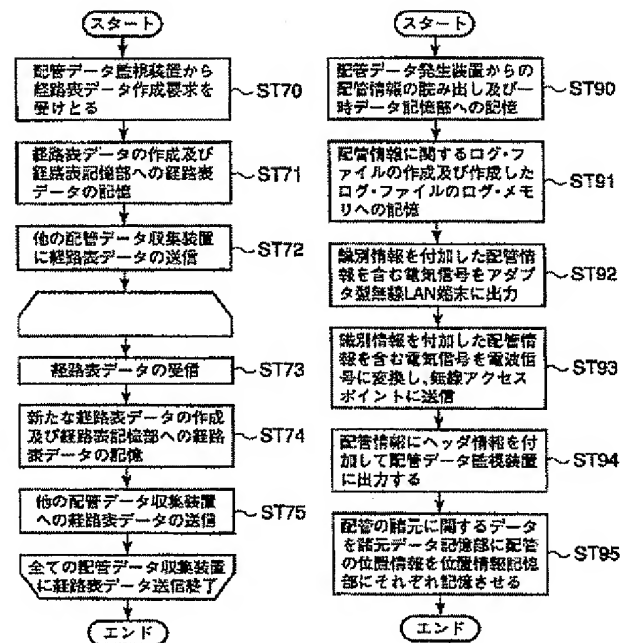 スタート
配管データ監視装置から
経路表データ作成要求を
受けとる
ST70
経路表データの作成及び
経路表記憶部への経路表
データの記憶
ST71
他の配管データ収集装置
に経路表データの送信
ST72
経路表データの受信
ST73
新たな経路表データの作成
及び経路表記憶部への経路
表データの記憶
ST74
他の配管データ収集装置
への経路表データの送信
ST75
全ての配管データ収集装置
に経路表データ送信終了
エンド
スタート
配管データ発生装置からの
配管情報の読み出し及び一
時データ記憶部への記憶
ST90
配管情報に関するログ・フ
ァイルの作成及び作成した
ログ・ファイルのログ・メモ
リへの記憶
ST91
識別情報を付加した配管情
報を含む電気信号をアダプ
タ型無線LAN端末に出力
ST92
識別情報を付加した配管情
報を含む電気信号を電波信
号に変換し、無線アクセス
ポイントに送信
ST93
配管情報にヘッダ情報を付
加して配管データ監視装置
に出力する
ST94
配管の諸元に関するデータ
を諸元データ記憶部に配管
の位置情報を位置情報記憶
部にそれぞれ記憶させる
ST95
エンド